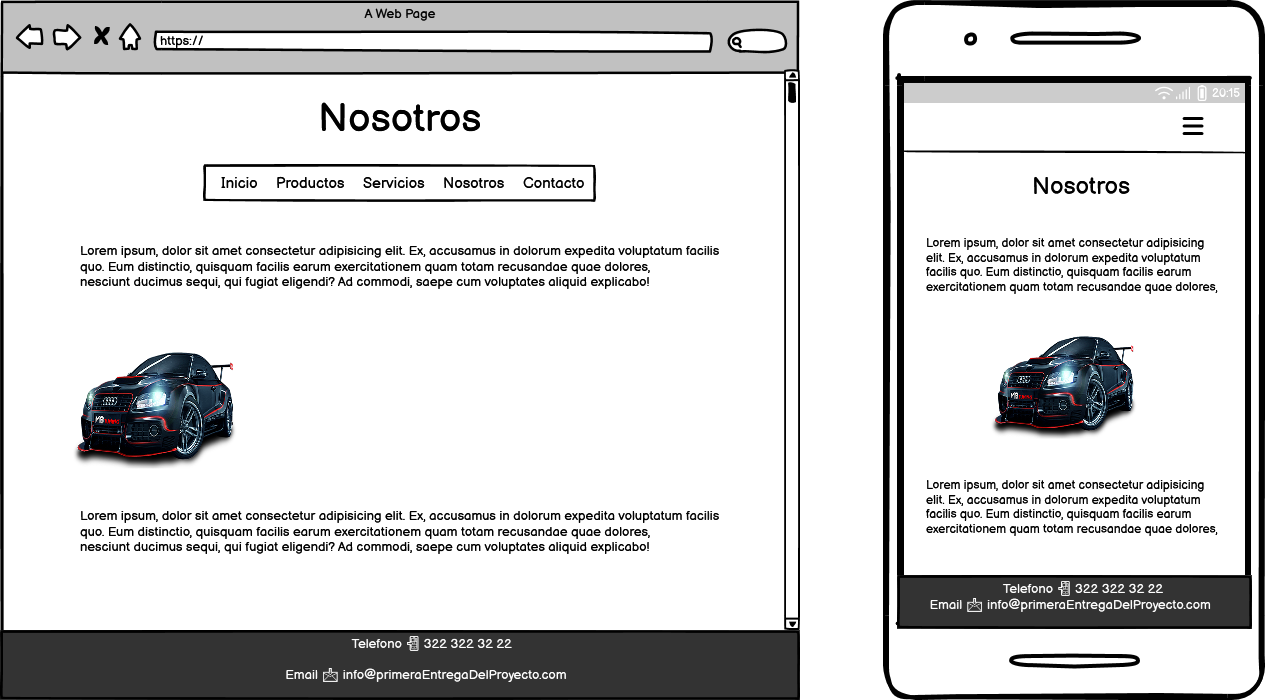 A Web Page
https://
Nosotros
Inicio Productos Servicios Nosotros Contacto
Lorem ipsum, dolor sit amet consectetur adipisicing elit. Ex, accusamus in dolorum expedita voluptatum facilis
quo. Eum distinctio, quisquam facilis earum exercitationem quam totam recusandae quae dolores,
nesciunt ducimus sequi, qui fugiat eligendi? Ad commodi, saepe cum voluptates aliquid explicabo!
Lorem ipsum, dolor sit amet consectetur adipisicing elit. Ex, accusamus in dolorum expedita voluptatum facilis
quo. Eum distinctio, quisquam facilis earum exercitationem quam totam recusandae quae dolores,
nesciunt ducimus sequi, qui fugiat eligendi? Ad commodi, saepe cum voluptates aliquid explicabo!
Telefono 322 322 32 22
Email info@primeraEntregaDelProyecto.com
20:15
Nosotros
Lorem ipsum, dolor sit amet consectetur adipisicing
elit. Ex, accusamus in dolorum expedita voluptatum
facilis quo. Eum distinctio, quisquam facilis earum
exercitationem quam totam recusandae quae dolores,
Lorem ipsum, dolor sit amet consectetur adipisicing
elit. Ex, accusamus in dolorum expedita voluptatum
facilis quo. Eum distinctio, quisquam facilis earum
exercitationem quam totam recusandae quae dolores,
Telefono 322 322 32 22
Email info@primeraEntregaDelProyecto.com